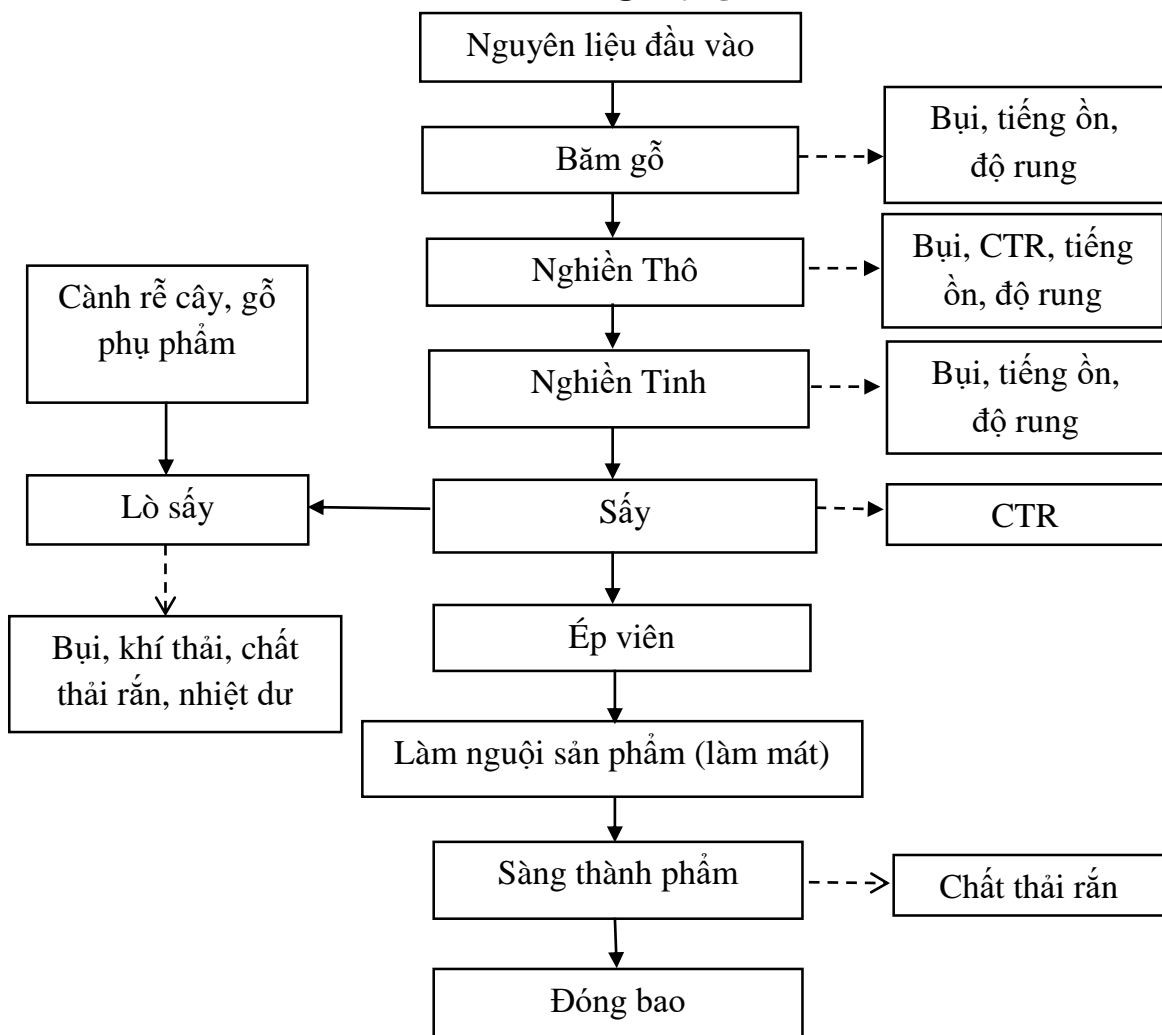 Nguyên liệu đầu vào
Băm gỗ
Bụi, tiếng ồn,
độ rung
Nghiền Thô
Bụi, CTR, tiếng
ồn, độ rung
Cành rễ cây, gỗ
phụ phẩm
Nghiền Tinh
Bụi, tiếng ồn,
độ rung
Lò sấy
Sấy
CTR
Bụi, khí thải, chất
thải rắn, nhiệt dư
Ép viên
Làm nguội sản phẩm (làm mát)
Sàng thành phẩm
Chất thải rắn
Đóng bao